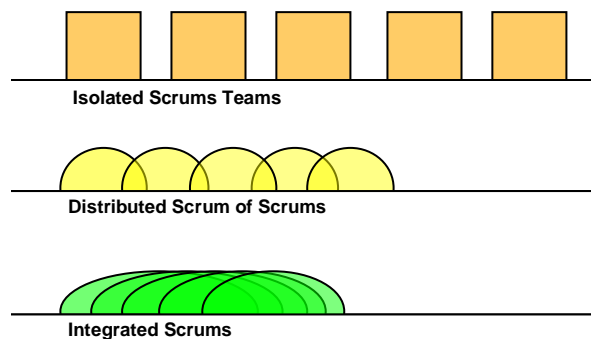 Isolated Scrums Teams
Distributed Scrum of Scrums
Integrated Scrums